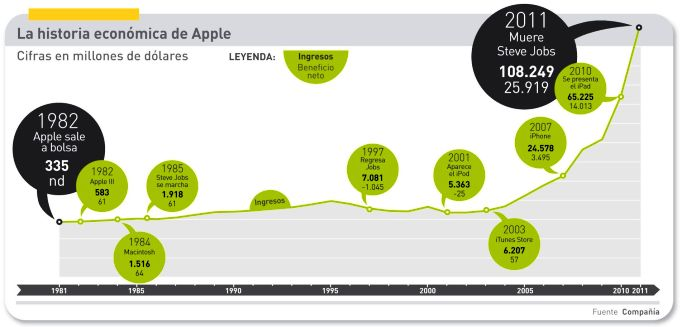 La historia económica de Apple
Cifras en millones de dólares
LEYENDA:
Ingresos
Beneficio
neto
1982
Apple sale
a bolsa
335
nd
1982
Apple III
583
61
1984
Macintosh
1.516
64
1985
Steve Jobs
se marcha
1.918
61
Ingresos
1997
Regresa
Jobs
7.081
-1.045
2001
Aparece
el iPod
5.363
-25
2003
iTunes Store
6.207
57
2007
iPhone
24.578
3.495
2010
Se presenta
el iPad
65.225
14.013
2011
Muere
Steve Jobs
108.249
25.919
1981 1985 1990 1995 2000 2005 2010 2011
Fuente Compañía